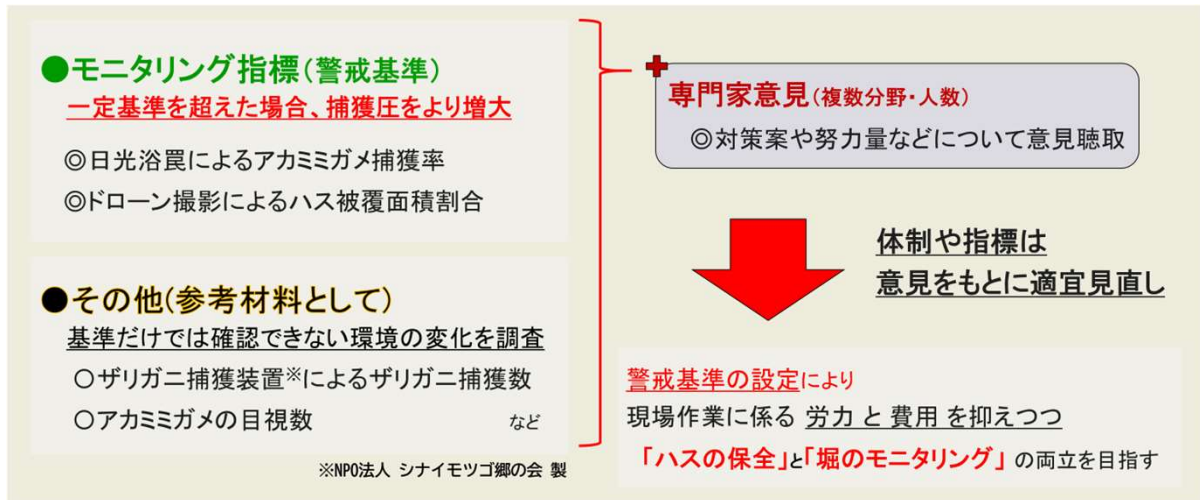 ●モニタリング指標(警戒基準)
一定基準を超えた場合、捕獲圧をより増大
◎日光浴罠によるアカミミガメ捕獲率
◎ドローン撮影によるハス被覆面積割合
●その他(参考材料として)
基準だけでは確認できない環境の変化を調査
○ザリガニ捕獲装置※によるザリガニ捕獲数
○アカミミガメの目視数 など
※NPO法人 シナイモツゴ郷の会 製
専門家意見(複数分野・人数)
◎対策案や努力量などについて意見聴取
体制や指標は
意見をもとに適宜見直し
警戒基準の設定により
現場作業に係る 労力 と 費用 を抑えつつ
「ハスの保全」と「堀のモニタリング」 の両立を目指す